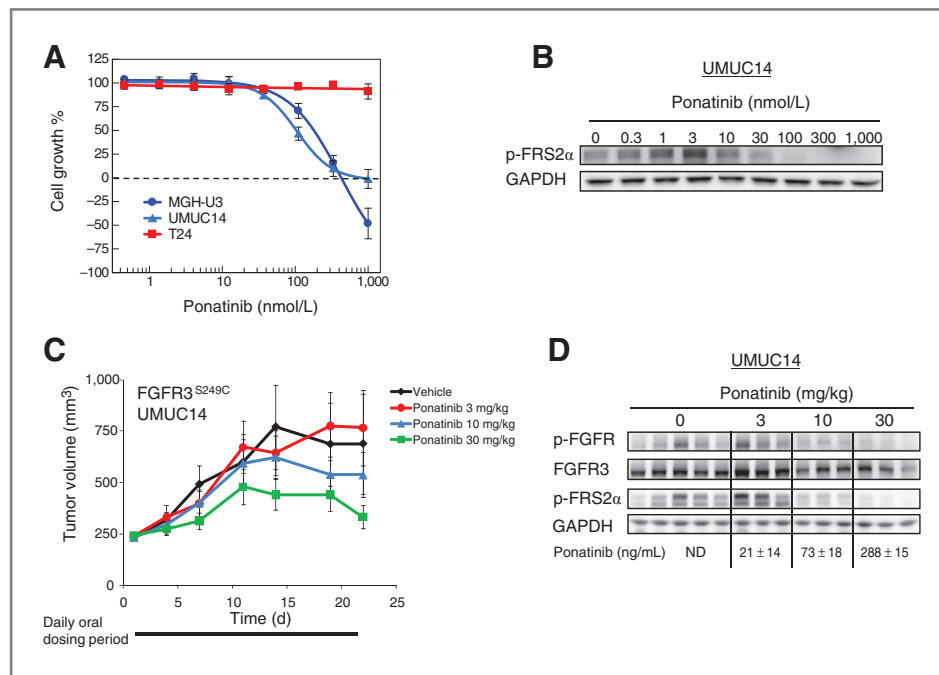 A
125
100
75
50
25
0
−25
−50
−75
−100
Cell growth %
MGH-U3
UMUC14
T24
1 10 100 1,000
Ponatinib (nmol/L)
B
UMUC14
Ponatinib (nmol/L)
0 0.3 1 3 10 30 100 300 1,000
p-FRS2α
GAPDH
C
1,000
750
500
250
0
Tumor volume (mm³)
FGFR3 S249C
UMUC14
Vehicle
Ponatinib 3 mg/kg
Ponatinib 10 mg/kg
Ponatinib 30 mg/kg
0 5 10 15 20 25
Time (d)
Daily oral
dosing period
D
UMUC14
Ponatinib (mg/kg)
0 3 10 30
p-FGFR
FGFR3
p-FRS2α
GAPDH
Ponatinib (ng/mL) ND 21 ± 14 73 ± 18 288 ± 15